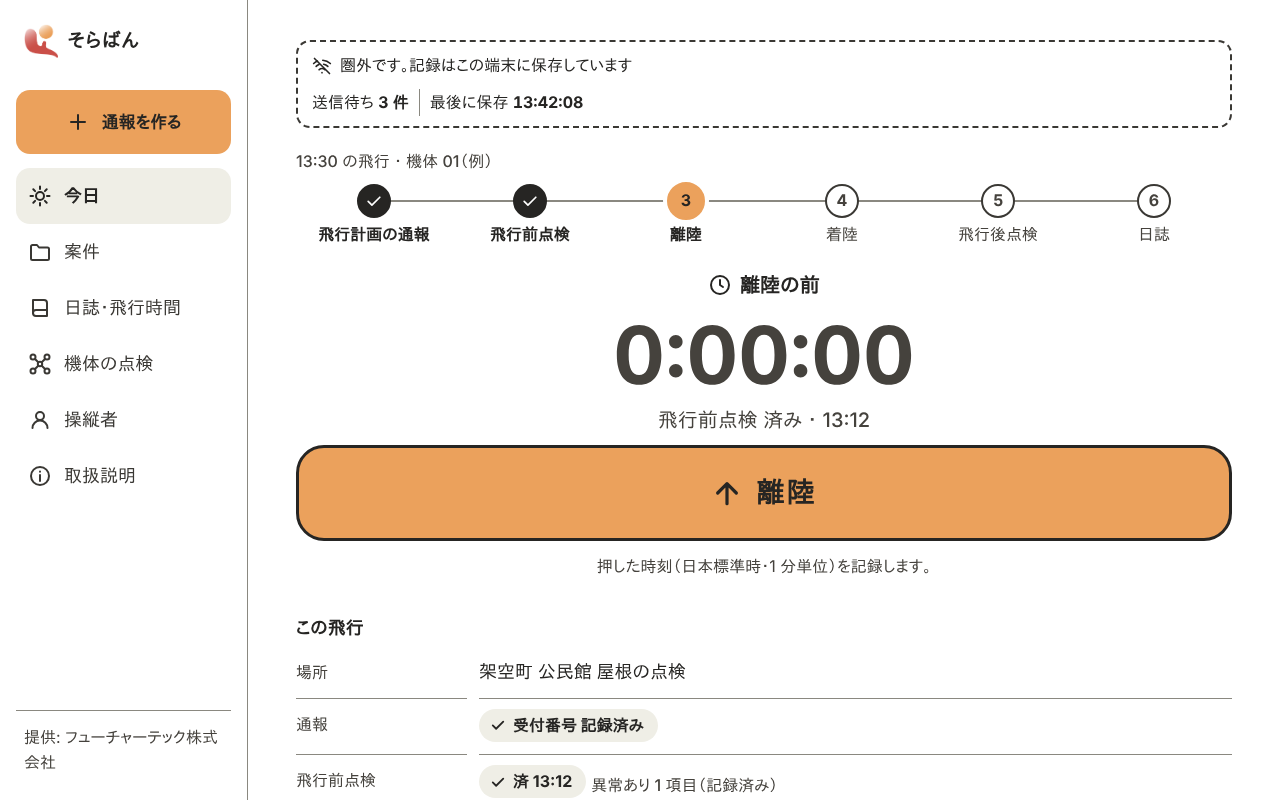 そらばん
通報を作る
今日
案件
日誌・飛行時間
機体の点検
操縦者
取扱説明
提供: フューチャーテック株式
会社
圏外です。記録はこの端末に保存しています
送信待ち 3 件 最後に保存 13:42:08
13:30 の飛行・機体 01（例）
3 4 5 6
飛行計画の通報 飛行前点検 離陸 着陸 飛行後点検 日誌
離陸の前
0:00:00
飛行前点検 済み・13:12
離陸
押した時刻（日本標準時・1 分単位）を記録します。
この飛行
場所 架空町 公民館 屋根の点検
通報 受付番号 記録済み
飛行前点検 済 13:12 異常あり 1 項目（記録済み）